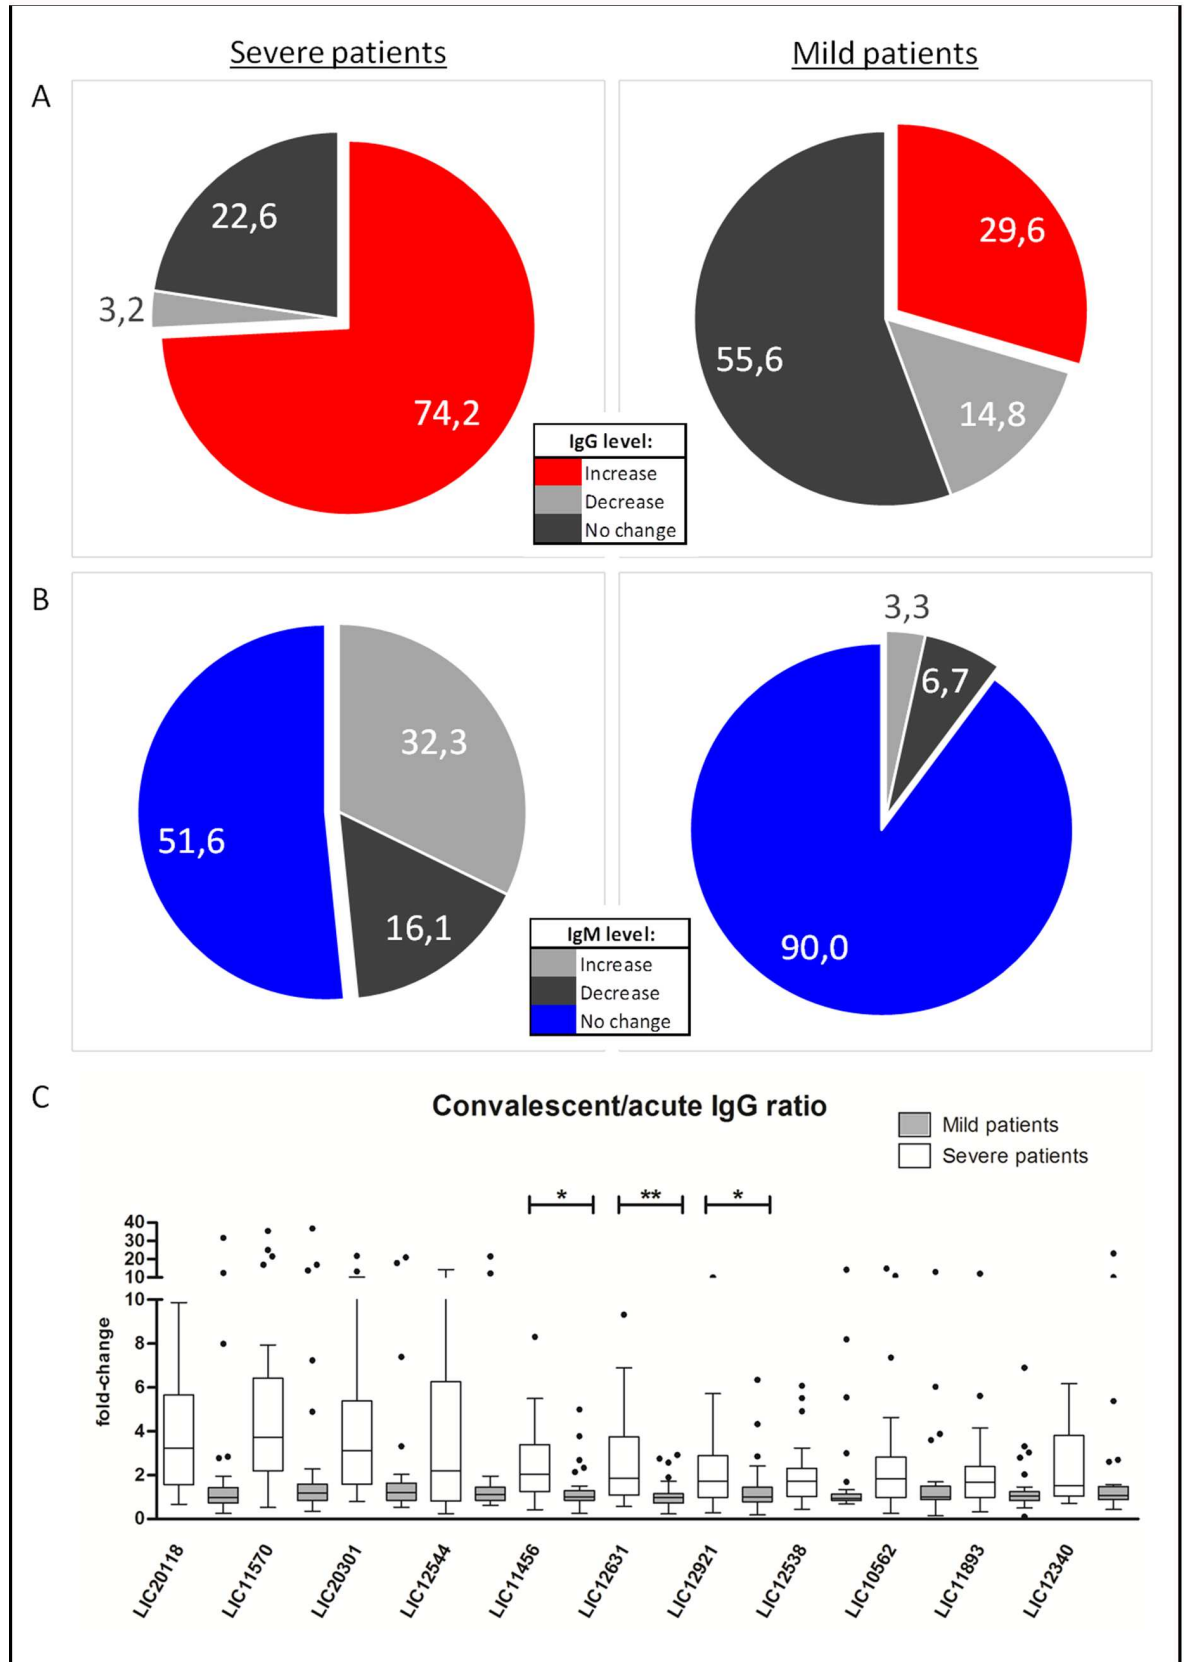 Severe patients
Mild patients
A
22,6
3,2
74,2
29,6
55,6
14,8
IgG level:
Increase
Decrease
No change
B
32,3
51,6
16,1
3,3
6,7
90,0
IgM level:
Increase
Decrease
No change
C
Convalescent/acute IgG ratio
Mild patients
Severe patients
*
**
*
40
30
20
10
10
8
6
4
2
0
fold-change
LIC20118
LIC11570
LIC20301
LIC12544
LIC11456
LIC12631
LIC12921
LIC12538
LIC10562
LIC11893
LIC12340